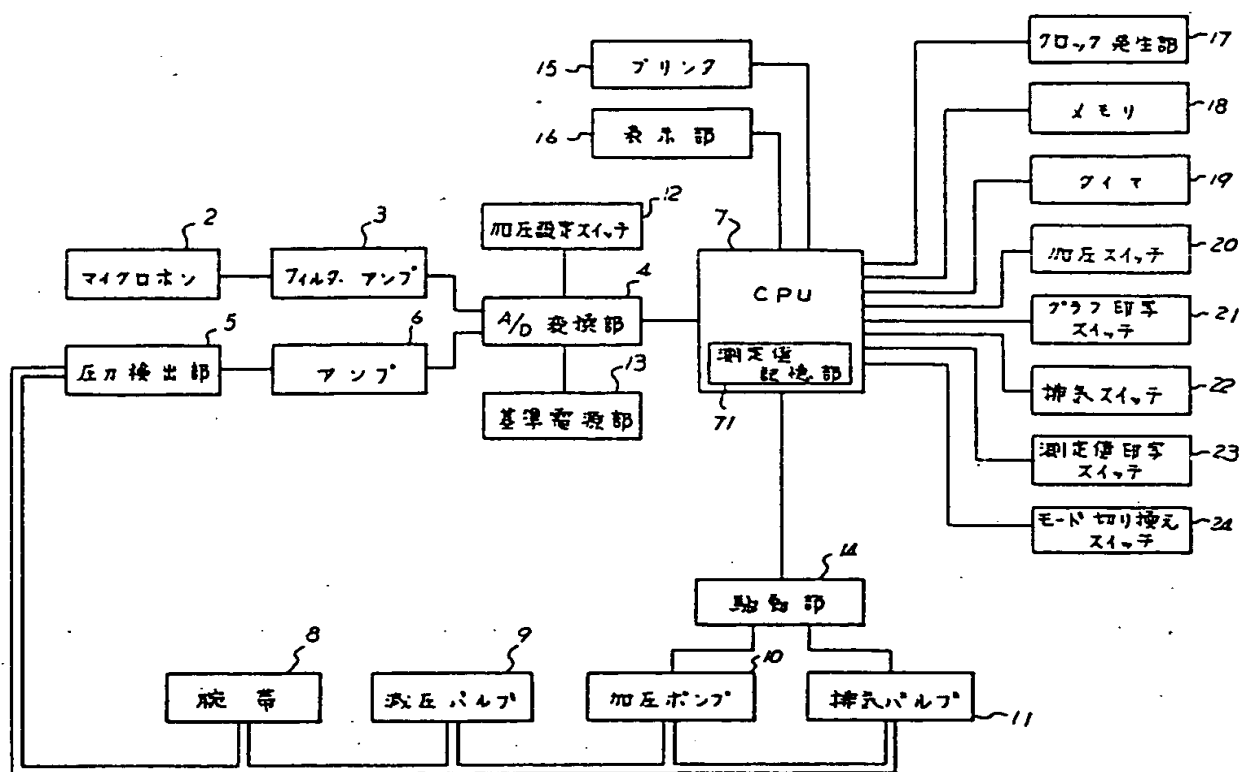 15
プリンタ
16
表示部
クロック発生部
17
メモリ
18
タイマ
19
加圧スイッチ
20
グラフ印写
スイッチ
21
排気スイッチ
22
測定値印写
スイッチ
23
モード切り換え
スイッチ
24
2
マイクロホン
3
フィルターアンプ
12
加圧設定スイッチ
4
A/D変換部
7
CPU
測定値
記憶部
71
5
圧力検出部
6
アンプ
13
基準電源部
14
駆動部
8
腕帯
9
減圧バルブ
10
加圧ポンプ
排気バルブ
11